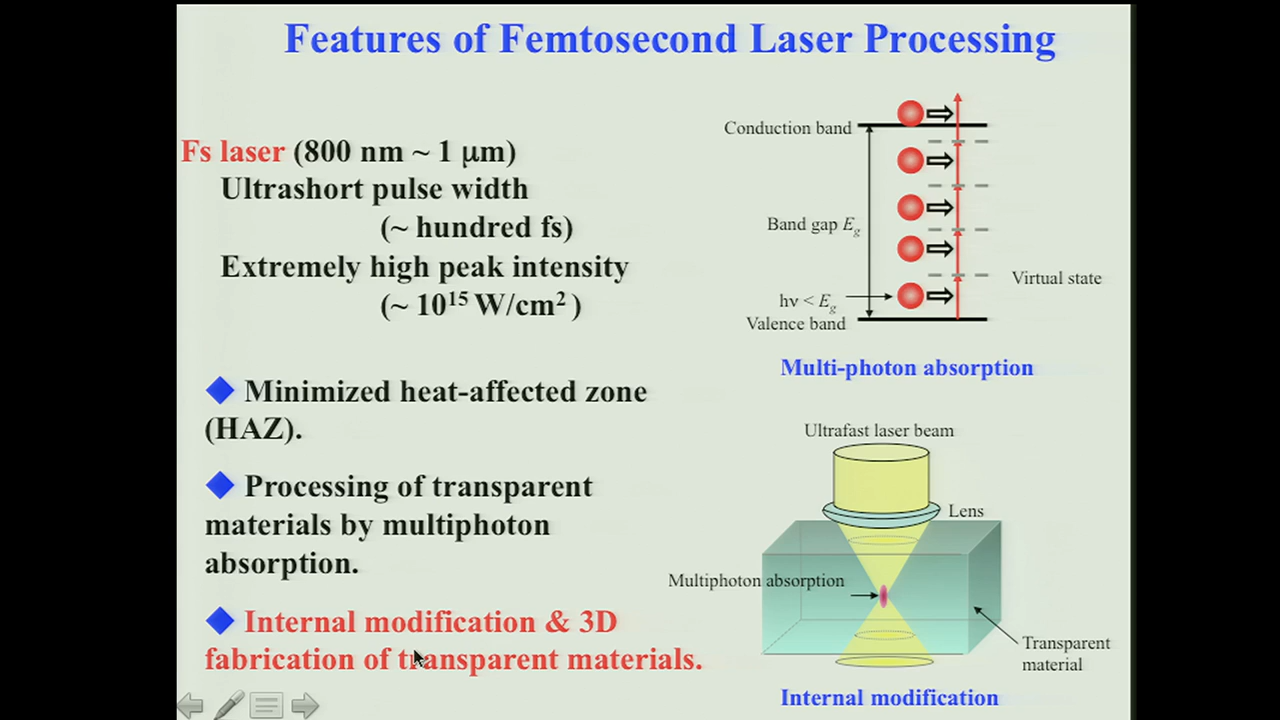 Features of Femtosecond Laser Processing
Fs laser (800 nm ~ 1 μm)
Ultrashort pulse width
(~ hundred fs)
Extremely high peak intensity
(~ 10¹⁵ W/cm² )
◆ Minimized heat-affected zone
(HAZ).
◆ Processing of transparent
materials by multiphoton
absorption.
◆ Internal modification & 3D
fabrication of transparent materials.
Conduction band
Band gap Eg
Virtual state
hν < Eg
Valence band
Multi-photon absorption
Ultrafast laser beam
Lens
Multiphoton absorption
Transparent
material
Internal modification